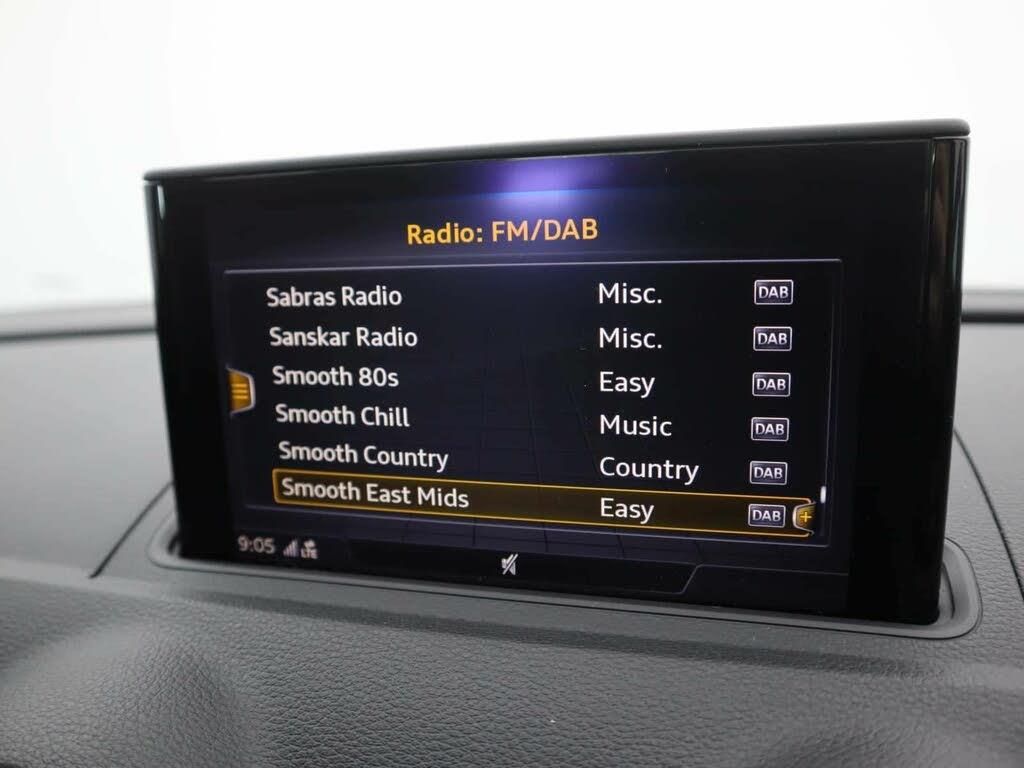 Radio: FM/DAB
Sabras Radio Misc. DAB
Sanskar Radio Misc. DAB
Smooth 80s Easy DAB
Smooth Chill Music DAB
Smooth Country Country DAB
Smooth East Mids Easy DAB +
9:05 LTE